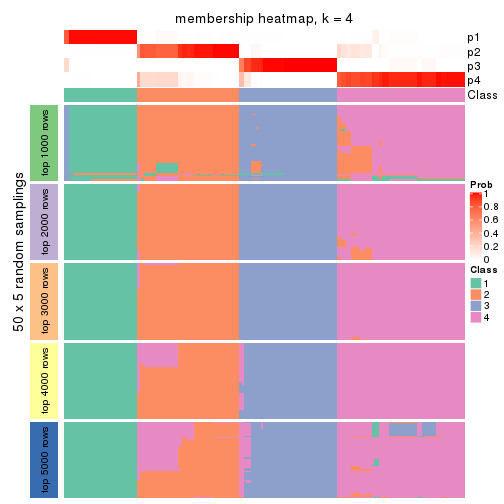 membership heatmap, k = 4
p1
p2
p3
p4
Class
50 x 5 random samplings
top 1000 rows
top 2000 rows
top 3000 rows
top 4000 rows
top 5000 rows
Prob
1
0.8
0.6
0.4
0.2
0
Class
1
2
3
4